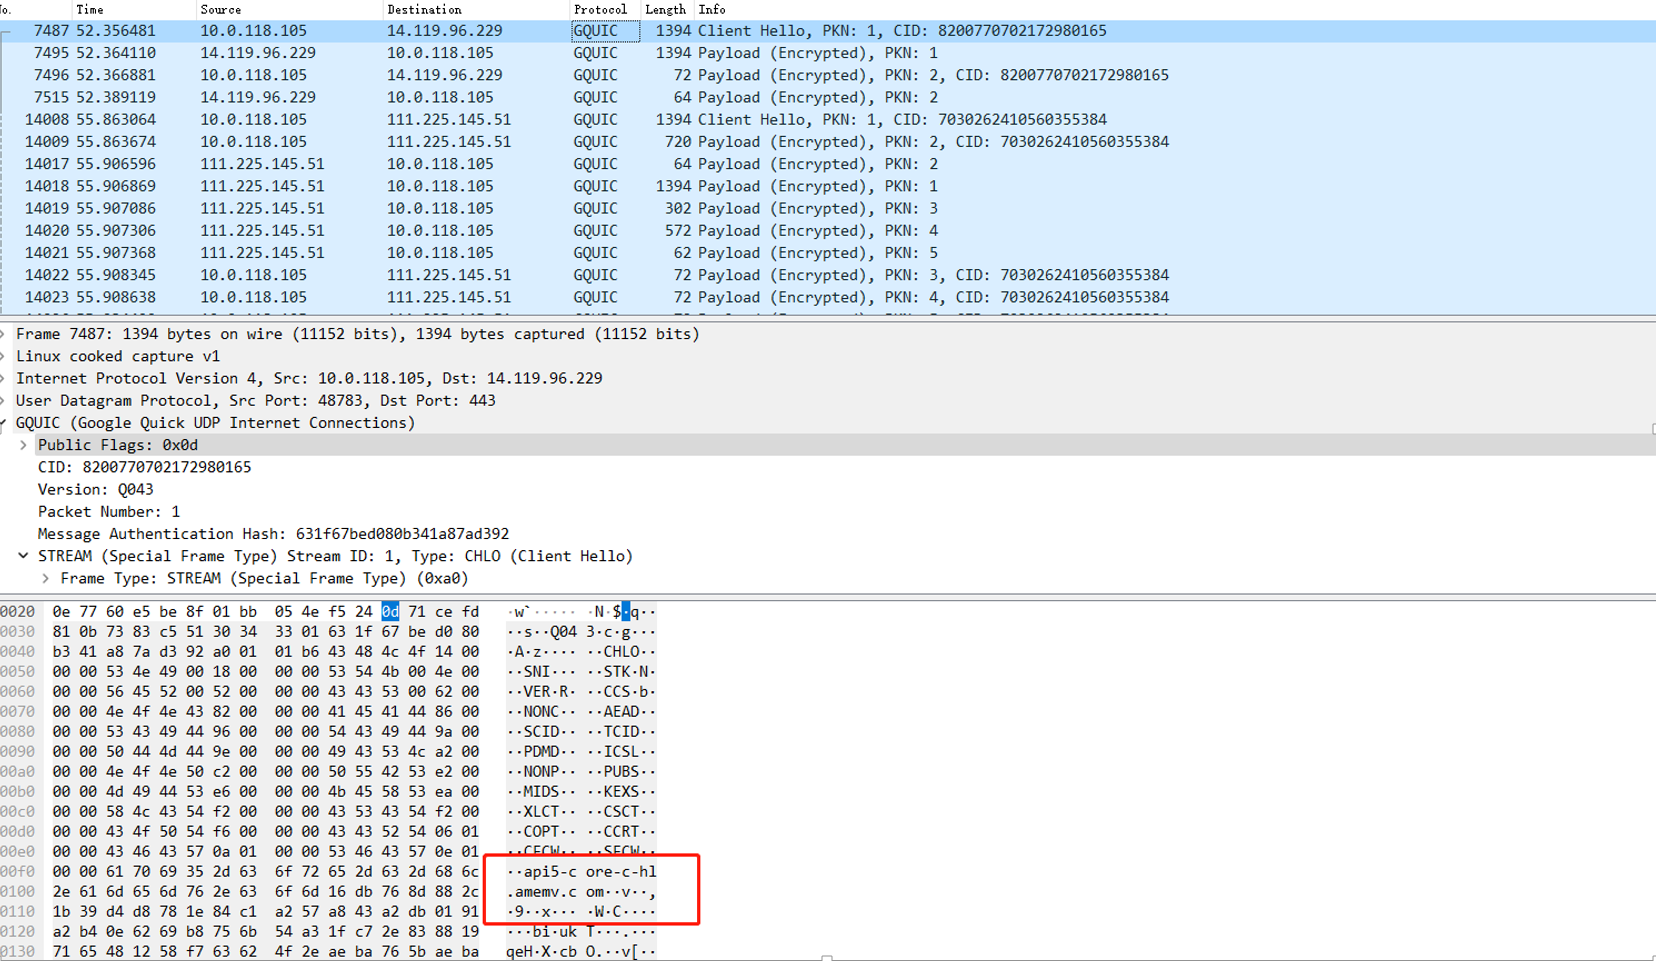 No. Time Source Destination Protocol Length Info
7487 52.356481 10.0.118.105 14.119.96.229 GQUIC 1394 Client Hello, PKN: 1, CID: 8200770702172980165
7495 52.364110 14.119.96.229 10.0.118.105 GQUIC 1394 Payload (Encrypted), PKN: 1
7496 52.366881 10.0.118.105 14.119.96.229 GQUIC 72 Payload (Encrypted), PKN: 2, CID: 8200770702172980165
7515 52.389119 14.119.96.229 10.0.118.105 GQUIC 64 Payload (Encrypted), PKN: 2
14008 55.863064 10.0.118.105 111.225.145.51 GQUIC 1394 Client Hello, PKN: 1, CID: 7030262410560355384
14009 55.863674 10.0.118.105 111.225.145.51 GQUIC 720 Payload (Encrypted), PKN: 2, CID: 7030262410560355384
14017 55.906596 111.225.145.51 10.0.118.105 GQUIC 64 Payload (Encrypted), PKN: 2
14018 55.906869 111.225.145.51 10.0.118.105 GQUIC 1394 Payload (Encrypted), PKN: 1
14019 55.907086 111.225.145.51 10.0.118.105 GQUIC 302 Payload (Encrypted), PKN: 3
14020 55.907306 111.225.145.51 10.0.118.105 GQUIC 572 Payload (Encrypted), PKN: 4
14021 55.907368 111.225.145.51 10.0.118.105 GQUIC 62 Payload (Encrypted), PKN: 5
14022 55.908345 10.0.118.105 111.225.145.51 GQUIC 72 Payload (Encrypted), PKN: 3, CID: 7030262410560355384
14023 55.908638 10.0.118.105 111.225.145.51 GQUIC 72 Payload (Encrypted), PKN: 4, CID: 7030262410560355384
Frame 7487: 1394 bytes on wire (11152 bits), 1394 bytes captured (11152 bits)
Linux cooked capture v1
Internet Protocol Version 4, Src: 10.0.118.105, Dst: 14.119.96.229
User Datagram Protocol, Src Port: 48783, Dst Port: 443
GQUIC (Google Quick UDP Internet Connections)
Public Flags: 0x0d
CID: 8200770702172980165
Version: Q043
Packet Number: 1
Message Authentication Hash: 631f67bed080b341a87ad392
STREAM (Special Frame Type) Stream ID: 1, Type: CHLO (Client Hello)
Frame Type: STREAM (Special Frame Type) (0xa0)
0020 0e 77 60 e5 be 8f 01 bb 05 4e f5 24 0d 71 ce fd ·w`····· ·N·$·q··
0030 81 0b 73 83 c5 51 30 34 33 01 63 1f 67 be d0 80 ··s··Q04 3·c·g···
0040 b3 41 a8 7a d3 92 a0 01 01 b6 43 48 4c 4f 14 00 ·A·z···· ··CHLO··
0050 00 00 53 4e 49 00 18 00 00 00 53 54 4b 00 4e 00 ··SNI··· ··STK·N·
0060 00 00 56 45 52 00 52 00 00 00 43 43 53 00 62 00 ··VER·R· ··CCS·b·
0070 00 00 4e 4f 4e 43 82 00 00 00 41 45 41 44 86 00 ··NONC·· ··AEAD··
0080 00 00 53 43 49 44 96 00 00 00 54 43 49 44 9a 00 ··SCID·· ··TCID··
0090 00 00 50 44 4d 44 9e 00 00 00 49 43 53 4c a2 00 ··PDMD·· ··ICSL··
00a0 00 00 4e 4f 4e 50 c2 00 00 00 50 55 42 53 e2 00 ··NONP·· ··PUBS··
00b0 00 00 4d 49 44 53 e6 00 00 00 4b 45 58 53 ea 00 ··MIDS·· ··KEXS··
00c0 00 00 58 4c 43 54 f2 00 00 00 43 53 43 54 f2 00 ··XLCT·· ··CSCT··
00d0 00 00 43 4f 50 54 f6 00 00 00 43 43 52 54 06 01 ··COPT·· ··CCRT··
00e0 00 00 43 46 43 57 0a 01 00 00 53 46 43 57 0e 01 ··CFCW·· ··SFCW··
00f0 00 00 61 70 69 35 2d 63 6f 72 65 2d 63 2d 68 6c ··api5-c ore-c-hl
0100 2e 61 6d 65 6d 76 2e 63 6f 6d 16 db 76 8d 88 2c .amemv.c om··v··,
0110 1b 39 d4 d8 78 1e 84 c1 a2 57 a8 43 a2 db 01 91 ·9··x··· ·W·C····
0120 a2 b4 0e 62 69 b8 75 6b 54 a3 1f c7 2e 83 88 19 ···bi·uk T···.···
0130 71 65 48 12 58 f7 63 62 4f 2e ae ba 76 5b ae ba qeH·X·cb O.··v[··